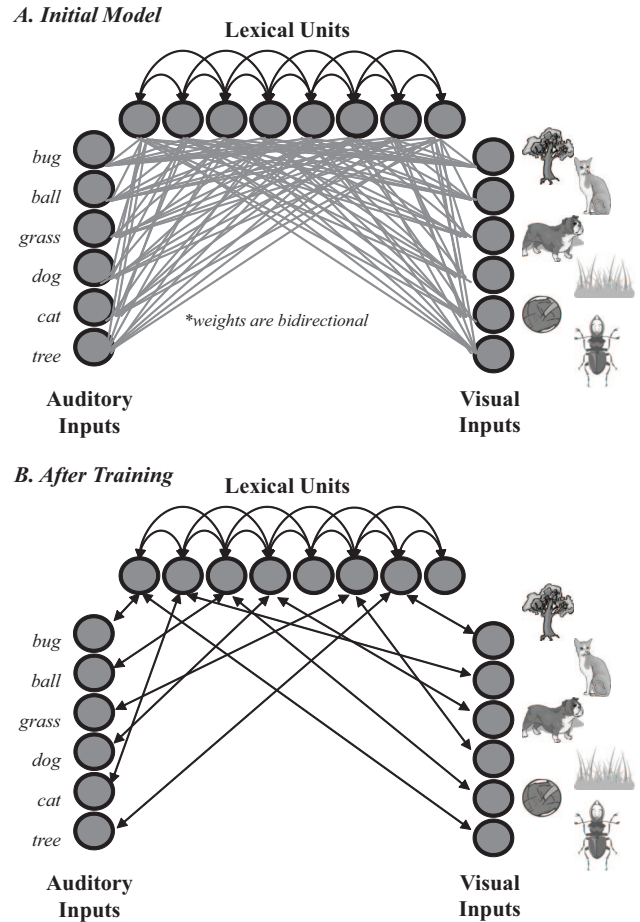 A. Initial Model
Lexical Units
bug
ball
grass
dog
cat
tree
*weights are bidirectional
Auditory
Inputs
Visual
Inputs
B. After Training
Lexical Units
bug
ball
grass
dog
cat
tree
Auditory
Inputs
Visual
Inputs